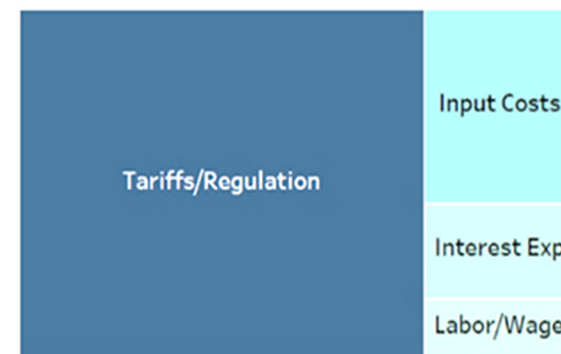 Tariffs/Regulation
Input Costs
Interest Exp
Labor/Wage